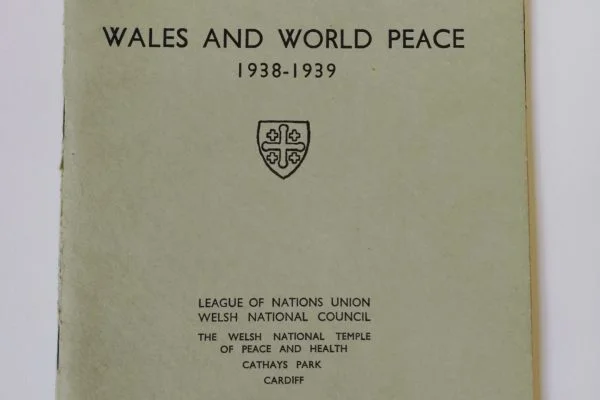 WALES AND WORLD PEACE
1938-1939
LEAGUE OF NATIONS UNION
WELSH NATIONAL COUNCIL
THE WELSH NATIONAL TEMPLE
OF PEACE AND HEALTH
CATHAYS PARK
CARDIFF